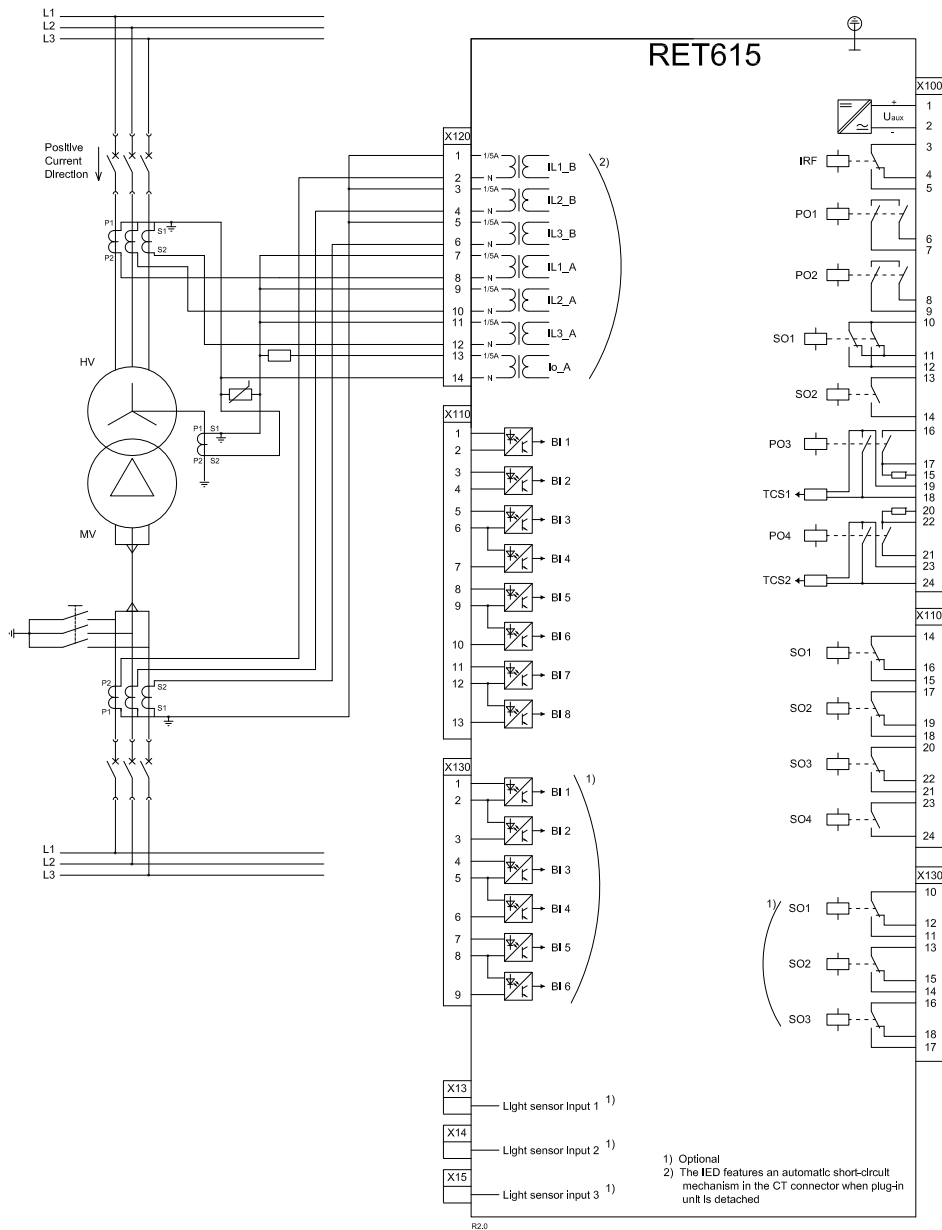 L1
L2
L3
RET615
Positive
Current
Direction
P1
P2
S1
S2
HV
MV
P1
S1
P2
S2
P2
P1
S2
S1
L1
L2
L3
X120
1 1/5A IL1_B 2)
2 N
3 1/5A IL2_B
4 N
5 1/5A IL3_B
6 N
7 1/5A IL1_A
8 N
9 1/5A IL2_A
10 N
11 1/5A IL3_A
12 N
13 1/5A Io_A
14 N
X110
1 BI 1
2
3 BI 2
4
5 BI 3
6
BI 4
7
8 BI 5
9
BI 6
10
11 BI 7
12
BI 8
13
X130
1 BI 1 1)
2
BI 2
3
4 BI 3
5
BI 4
6
7 BI 5
8
BI 6
9
X13
Light sensor input 1 1)
X14
Light sensor input 2 1)
X15
Light sensor input 3 1)
X100
+ 1
Uaux
- 2
IRF 3
4
5
PO1
6
7
PO2
8
9
10
SO1
11
12
13
SO2
14
16
PO3
17
15
19
TCS1 18
20
22
PO4
21
23
TCS2 24
X110
14
SO1
16
15
17
SO2
19
18
20
SO3
22
21
23
SO4
24
X130
10
1) SO1
12
11
13
SO2
15
14
16
SO3
18
17
1) Optional
2) The IED features an automatic short-circuit
mechanism in the CT connector when plug-in
unit is detached
R2.0